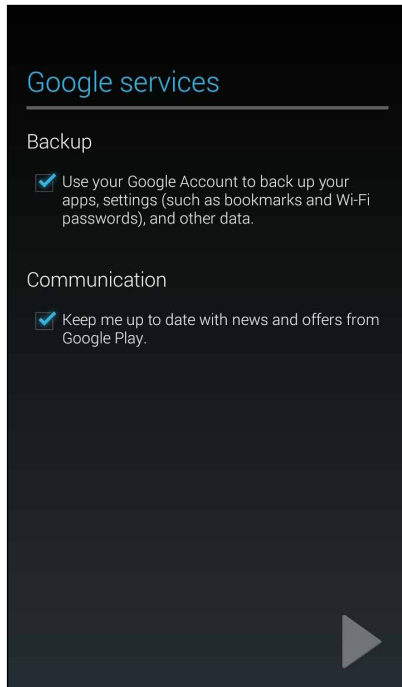 Google services
Backup
Use your Google Account to back up your
apps, settings (such as bookmarks and Wi-Fi
passwords), and other data.
Communication
Keep me up to date with news and offers from
Google Play.